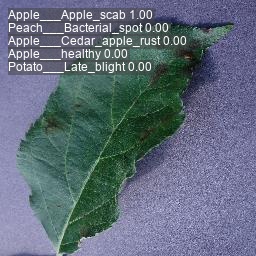 Apple___Apple_scab 1.00
Peach___Bacterial_spot 0.00
Apple___Cedar_apple_rust 0.00
Apple___healthy 0.00
Potato___Late_blight 0.00